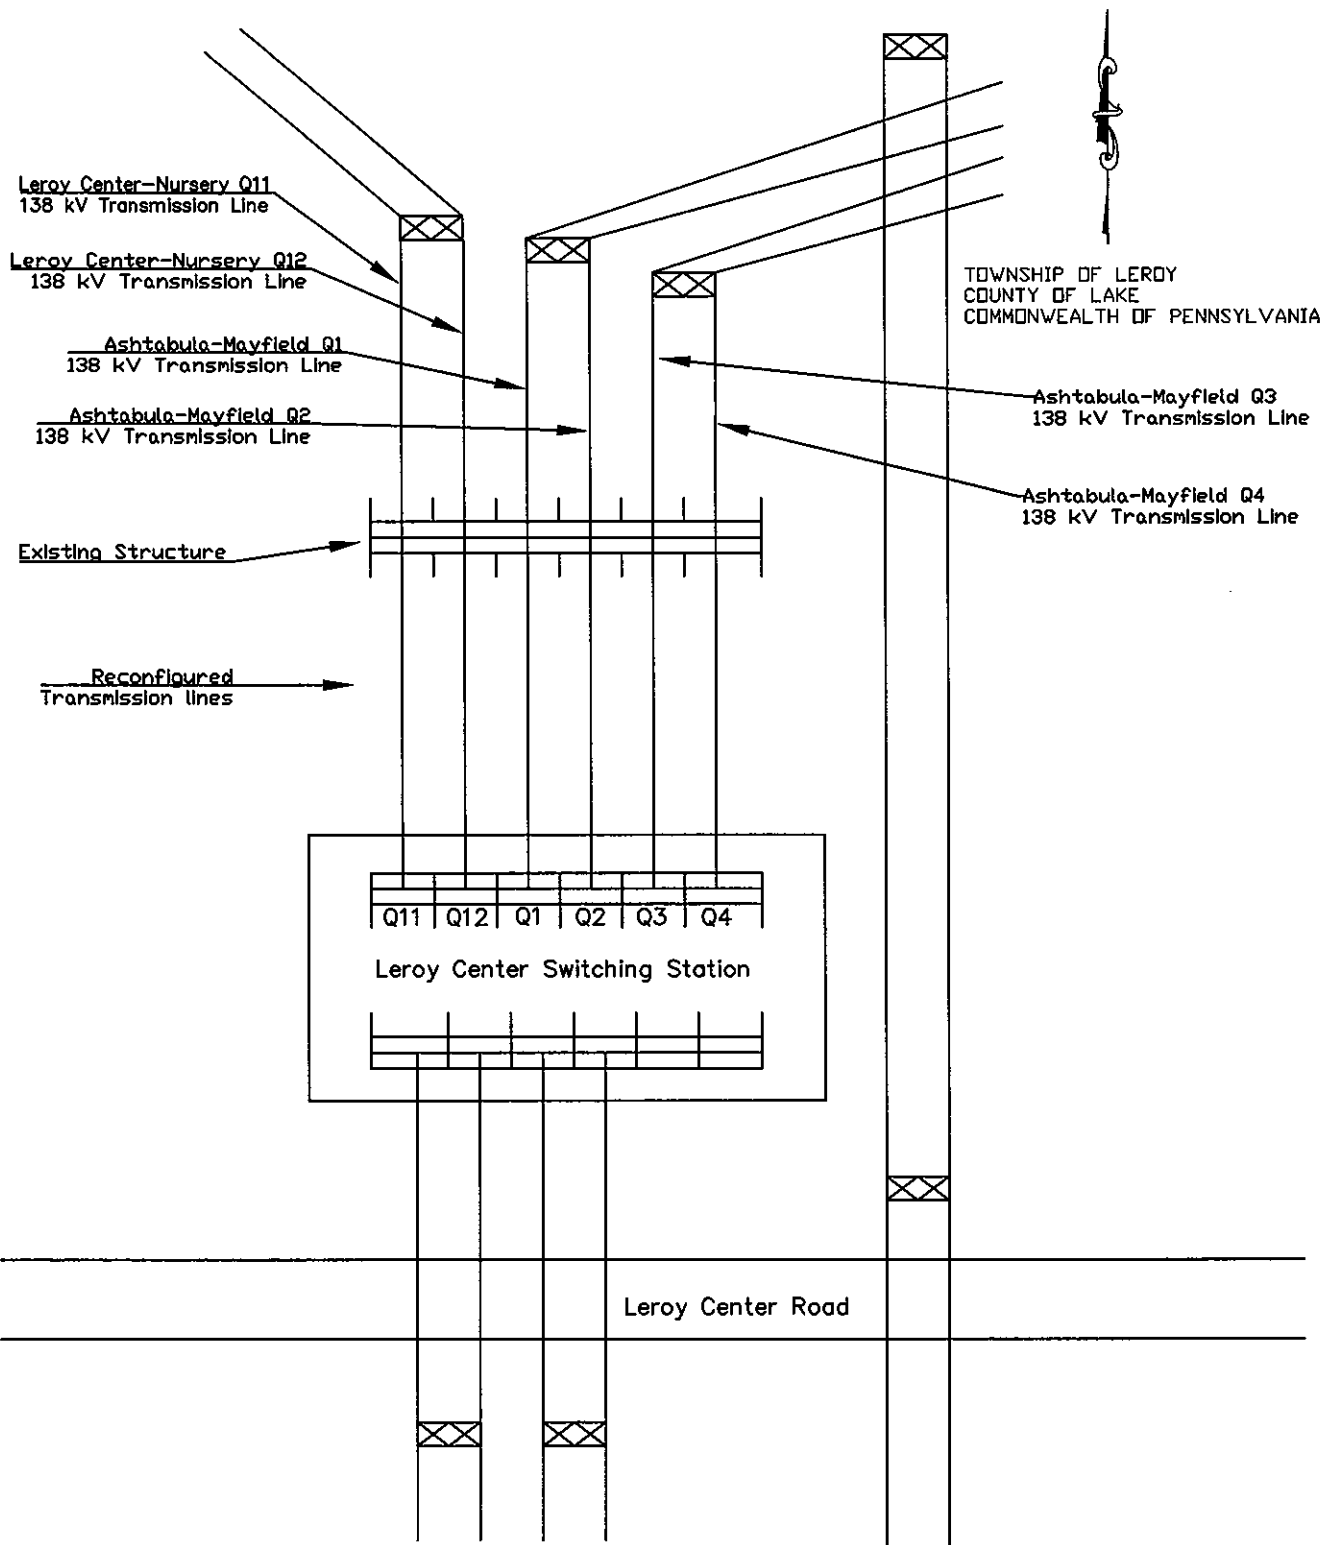 Leroy Center-Nursery Q11
138 kV Transmission Line
Leroy Center-Nursery Q12
138 kV Transmission Line
Ashtabula-Mayfield Q1
138 kV Transmission Line
Ashtabula-Mayfield Q2
138 kV Transmission Line
TOWNSHIP OF LEROY
COUNTY OF LAKE
COMMONWEALTH OF PENNSYLVANIA
Ashtabula-Mayfield Q3
138 kV Transmission Line
Ashtabula-Mayfield Q4
138 kV Transmission Line
Existing Structure
Reconfigured
Transmission lines
Q11 Q12 Q1 Q2 Q3 Q4
Leroy Center Switching Station
Leroy Center Road